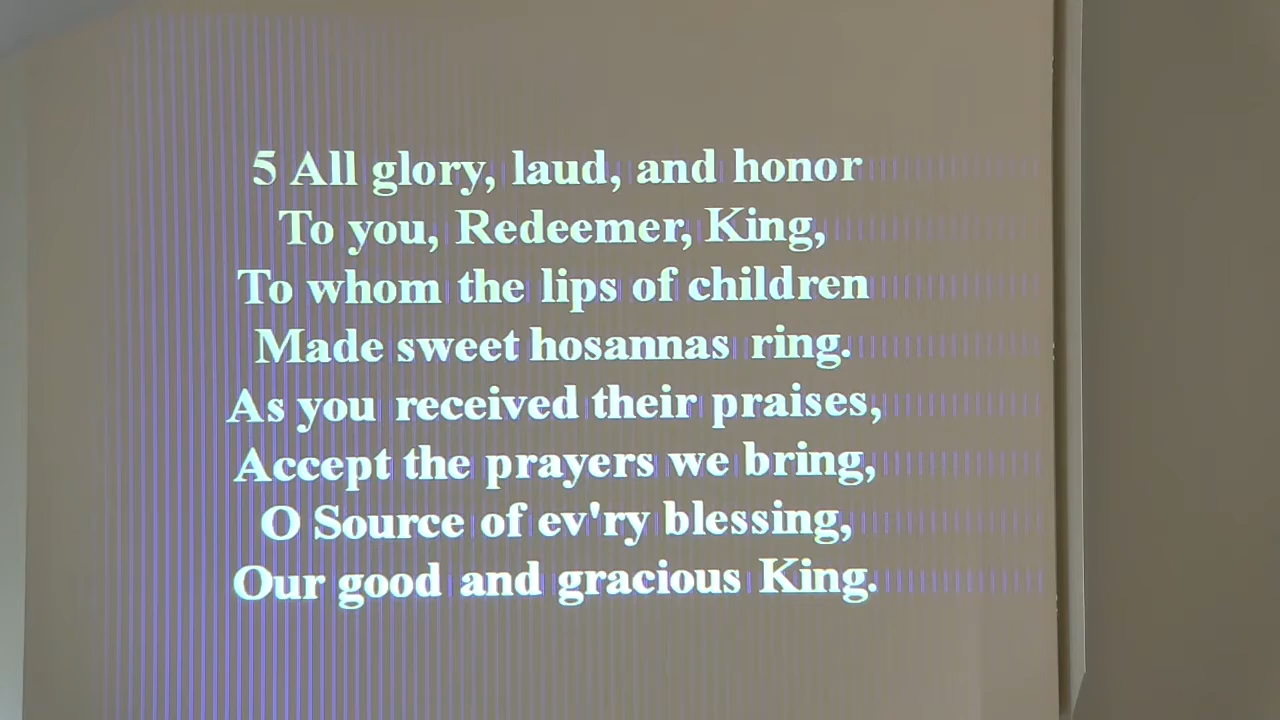 5 All glory, laud, and honor
To you, Redeemer, King,
To whom the lips of children
Made sweet hosannas ring.
As you received their praises,
Accept the prayers we bring,
O Source of ev'ry blessing,
Our good and gracious King.